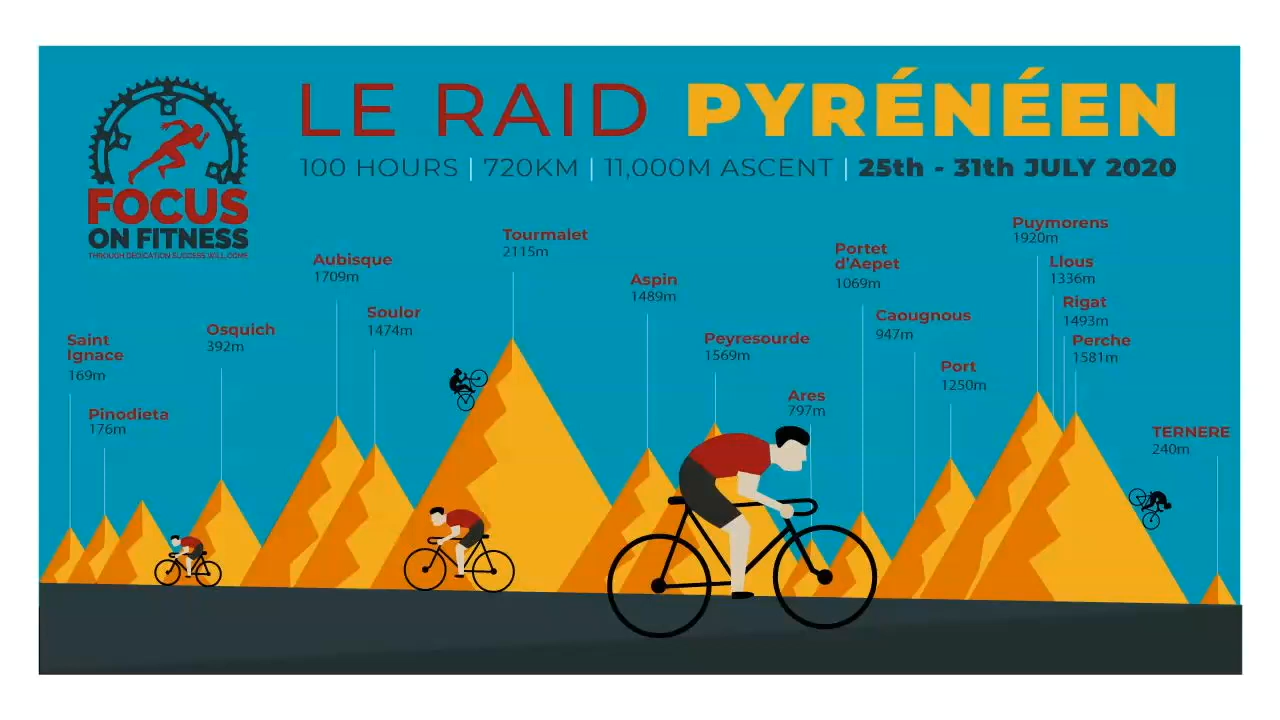 LE RAID PYRÉNÉEN
100 HOURS | 720KM | 11,000M ASCENT | 25th - 31th JULY 2020
FOCUS
ON FITNESS
THROUGH DEDICATION SUCCESS WILL COME
Saint
Ignace
169m
Pinodieta
176m
Osquich
392m
Aubisque
1709m
Soulor
1474m
Tourmalet
2115m
Aspin
1489m
Peyresourde
1569m
Ares
797m
Portet
d'Aepet
1069m
Caougnous
947m
Port
1250m
Puymorens
1920m
Llous
1336m
Rigat
1493m
Perche
1581m
TERNERE
240m